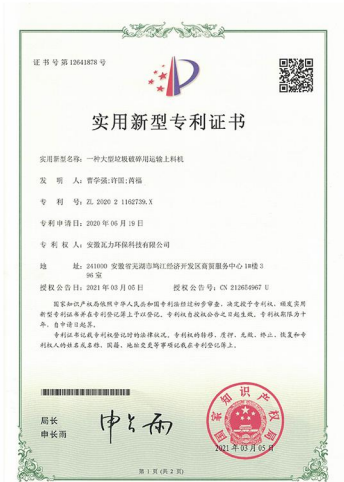 证书号第12641878号
实用新型专利证书
实用新型名称：一种大型垃圾破碎用运输上料机
发明人：曹学强;许国;芮福
专利号：ZL 2020 2 1162739.X
专利申请日：2020年06月19日
专利权人：安徽瓦力环保科技有限公司
地址：241000 安徽省芜湖市鸠江经济开发区商贸服务中心1#楼3
96室
授权公告日：2021年03月05日 授权公告号：CN 212654967 U
国家知识产权局依照中华人民共和国专利法经过初步审查，决定授予专利权，颁发实用
新型专利证书并在专利登记簿上予以登记。专利权自授权公告之日起生效。专利权期限为十
年，自申请日起算。
专利证书记载专利权登记时的法律状况。专利权的转移、质押、无效、终止、恢复和专
利权人的姓名或名称、国籍、地址变更等事项记载在专利登记簿上。
局长
申长雨
申长雨
国家知识产权局
2021年03月05日
第1页(共2页)